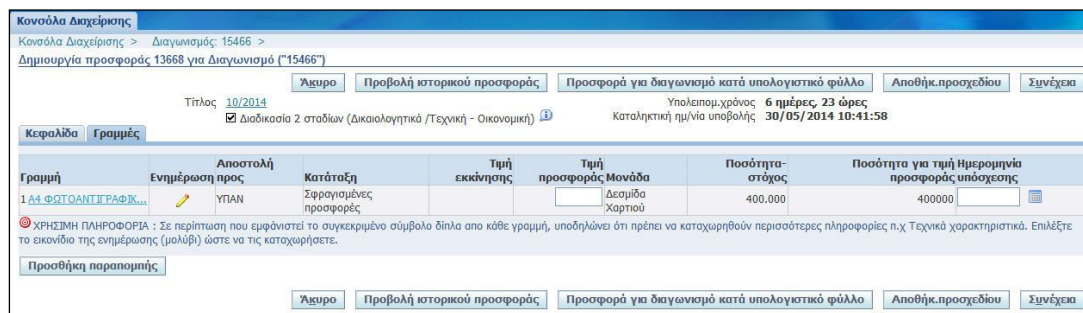 Κονσόλα Διαχείρισης
Κονσόλα Διαχείρισης > Διαγωνισμός: 15466 >
Δημιουργία προσφοράς 13668 για Διαγωνισμό ("15466")
Άκυρο Προβολή ιστορικού προσφοράς Προσφορά για διαγωνισμό κατά υπολογιστικό φύλλο Αποθήκ.προσχεδίου Συνέχεια
Τίτλος 10/2014 Υπολειπομ.χρόνος 6 ημέρες, 23 ώρες
Διαδικασία 2 σταδίων (Δικαιολογητικά /Τεχνική - Οικονομική) Καταληκτική ημ/νία υποβολής 30/05/2014 10:41:58
Κεφαλίδα Γραμμές
Γραμμή Ενημέρωση Αποστολή προς Κατάταξη Τιμή εκκίνησης Τιμή προσφοράς Μονάδα Ποσότητα-στόχος Ποσότητα για τιμή προσφοράς Ημερομηνία υπόσχεσης
1 Α4 ΦΩΤΟΑΝΤΙΓΡΑΦΙΚ... ΥΠΑΝ Σφραγισμένες προσφορές Δεσμίδα Χαρτιού 400.000 400000
ΧΡΗΣΙΜΗ ΠΛΗΡΟΦΟΡΙΑ : Σε περίπτωση που εμφάνιστεί το συγκεκριμένο σύμβολο δίπλα απο κάθε γραμμή, υποδηλώνει ότι πρέπει να καταχωρηθούν περισσότερες πληροφορίες π.χ Τεχνικά χαρακτηριστικά. Επιλέξτε
το εικονίδιο της ενημέρωσης (μολύβι) ώστε να τις καταχωρήσετε.
Προσθήκη παραπομπής
Άκυρο Προβολή ιστορικού προσφοράς Προσφορά για διαγωνισμό κατά υπολογιστικό φύλλο Αποθήκ.προσχεδίου Συνέχεια